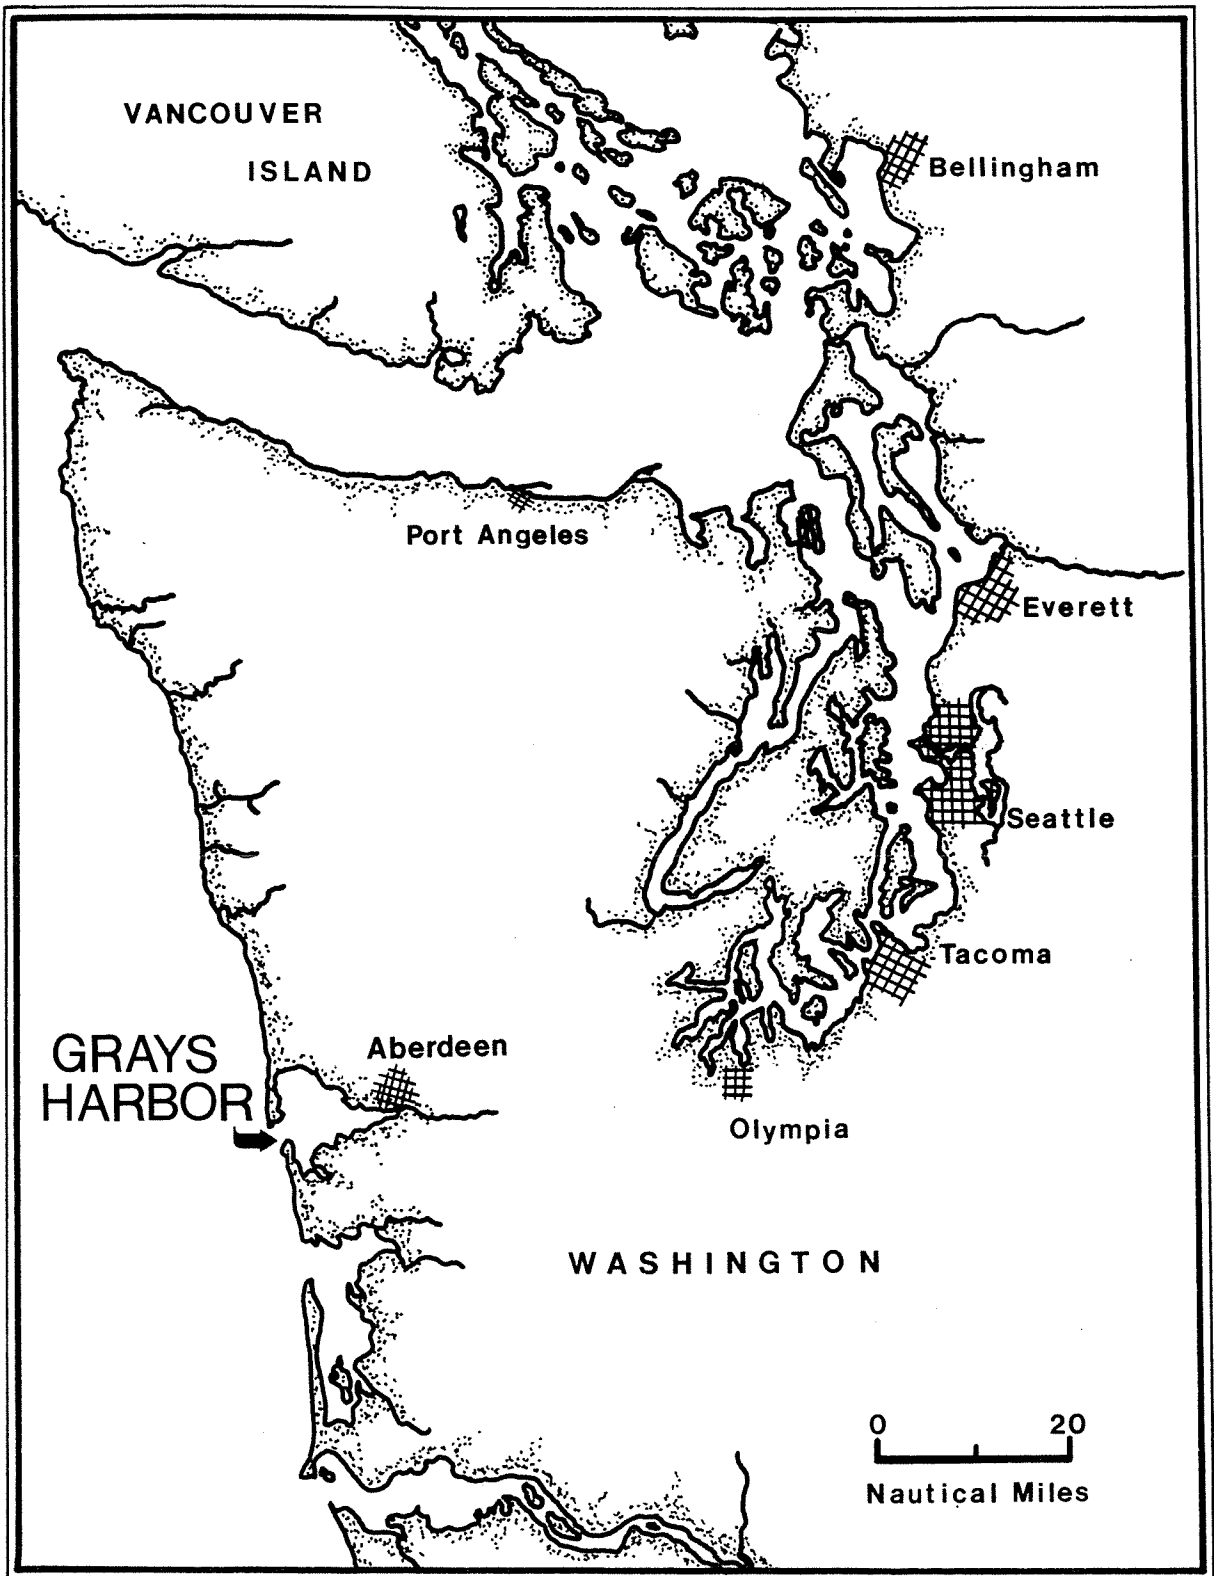 VANCOUVER
ISLAND
Bellingham
Port Angeles
Everett
Seattle
Tacoma
GRAYS
HARBOR
Aberdeen
Olympia
WASHINGTON
0 20
Nautical Miles